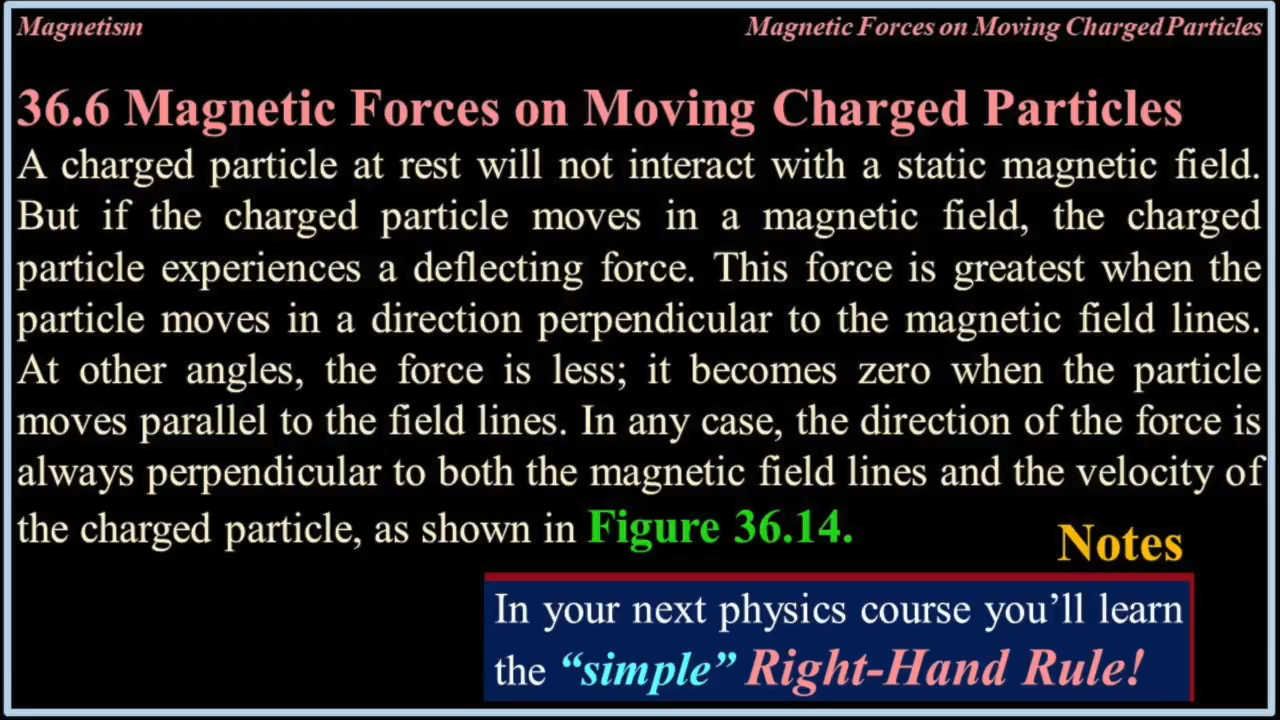 Magnetism
Magnetic Forces on Moving Charged Particles
36.6 Magnetic Forces on Moving Charged Particles
A charged particle at rest will not interact with a static magnetic field.
But if the charged particle moves in a magnetic field, the charged
particle experiences a deflecting force. This force is greatest when the
particle moves in a direction perpendicular to the magnetic field lines.
At other angles, the force is less; it becomes zero when the particle
moves parallel to the field lines. In any case, the direction of the force is
always perpendicular to both the magnetic field lines and the velocity of
the charged particle, as shown in Figure 36.14.
Notes
In your next physics course you’ll learn
the “simple” Right-Hand Rule!